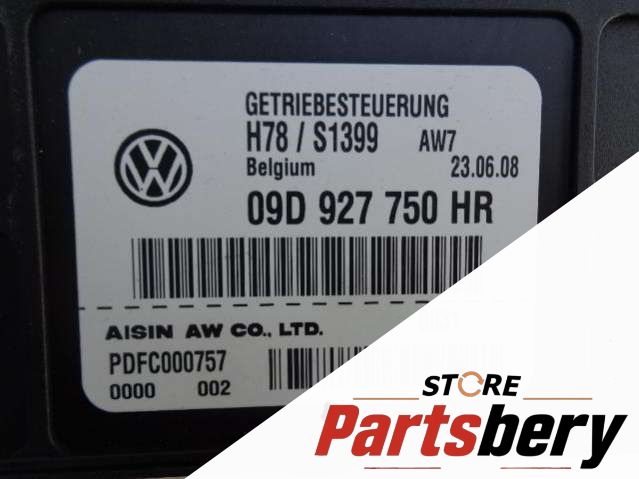 GETRIEBESTEUERUNG
H78 / S1399 AW7
Belgium 23.06.08
09D 927 750 HR
AISIN AW CO., LTD.
PDFC000757
0000 002
STORE
Partsbery